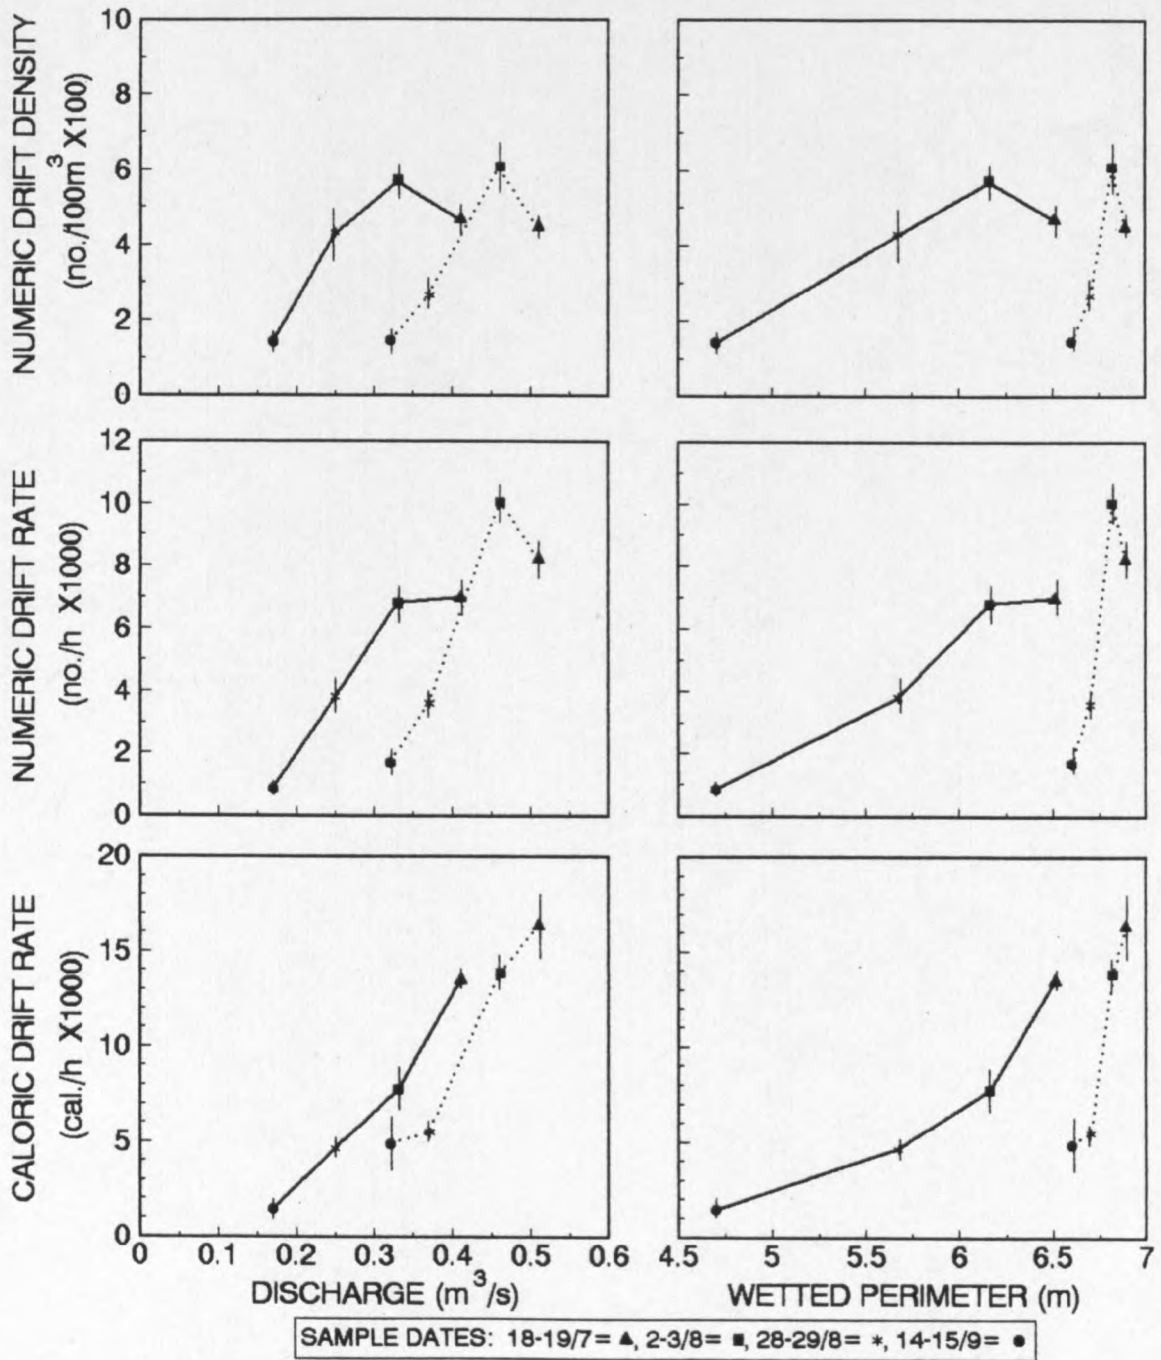 NUMERIC DRIFT DENSITY
(no./100m³ X100)
10
8
6
4
2
0
NUMERIC DRIFT RATE
(no./h X1000)
12
10
8
6
4
2
0
CALORIC DRIFT RATE
(cal./h X1000)
20
15
10
5
0
0 0.1 0.2 0.3 0.4 0.5 0.6
DISCHARGE (m³/s)
4.5 5 5.5 6 6.5 7
WETTED PERIMETER (m)
SAMPLE DATES: 18-19/7= ▲, 2-3/8= ■, 28-29/8= *, 14-15/9= ●